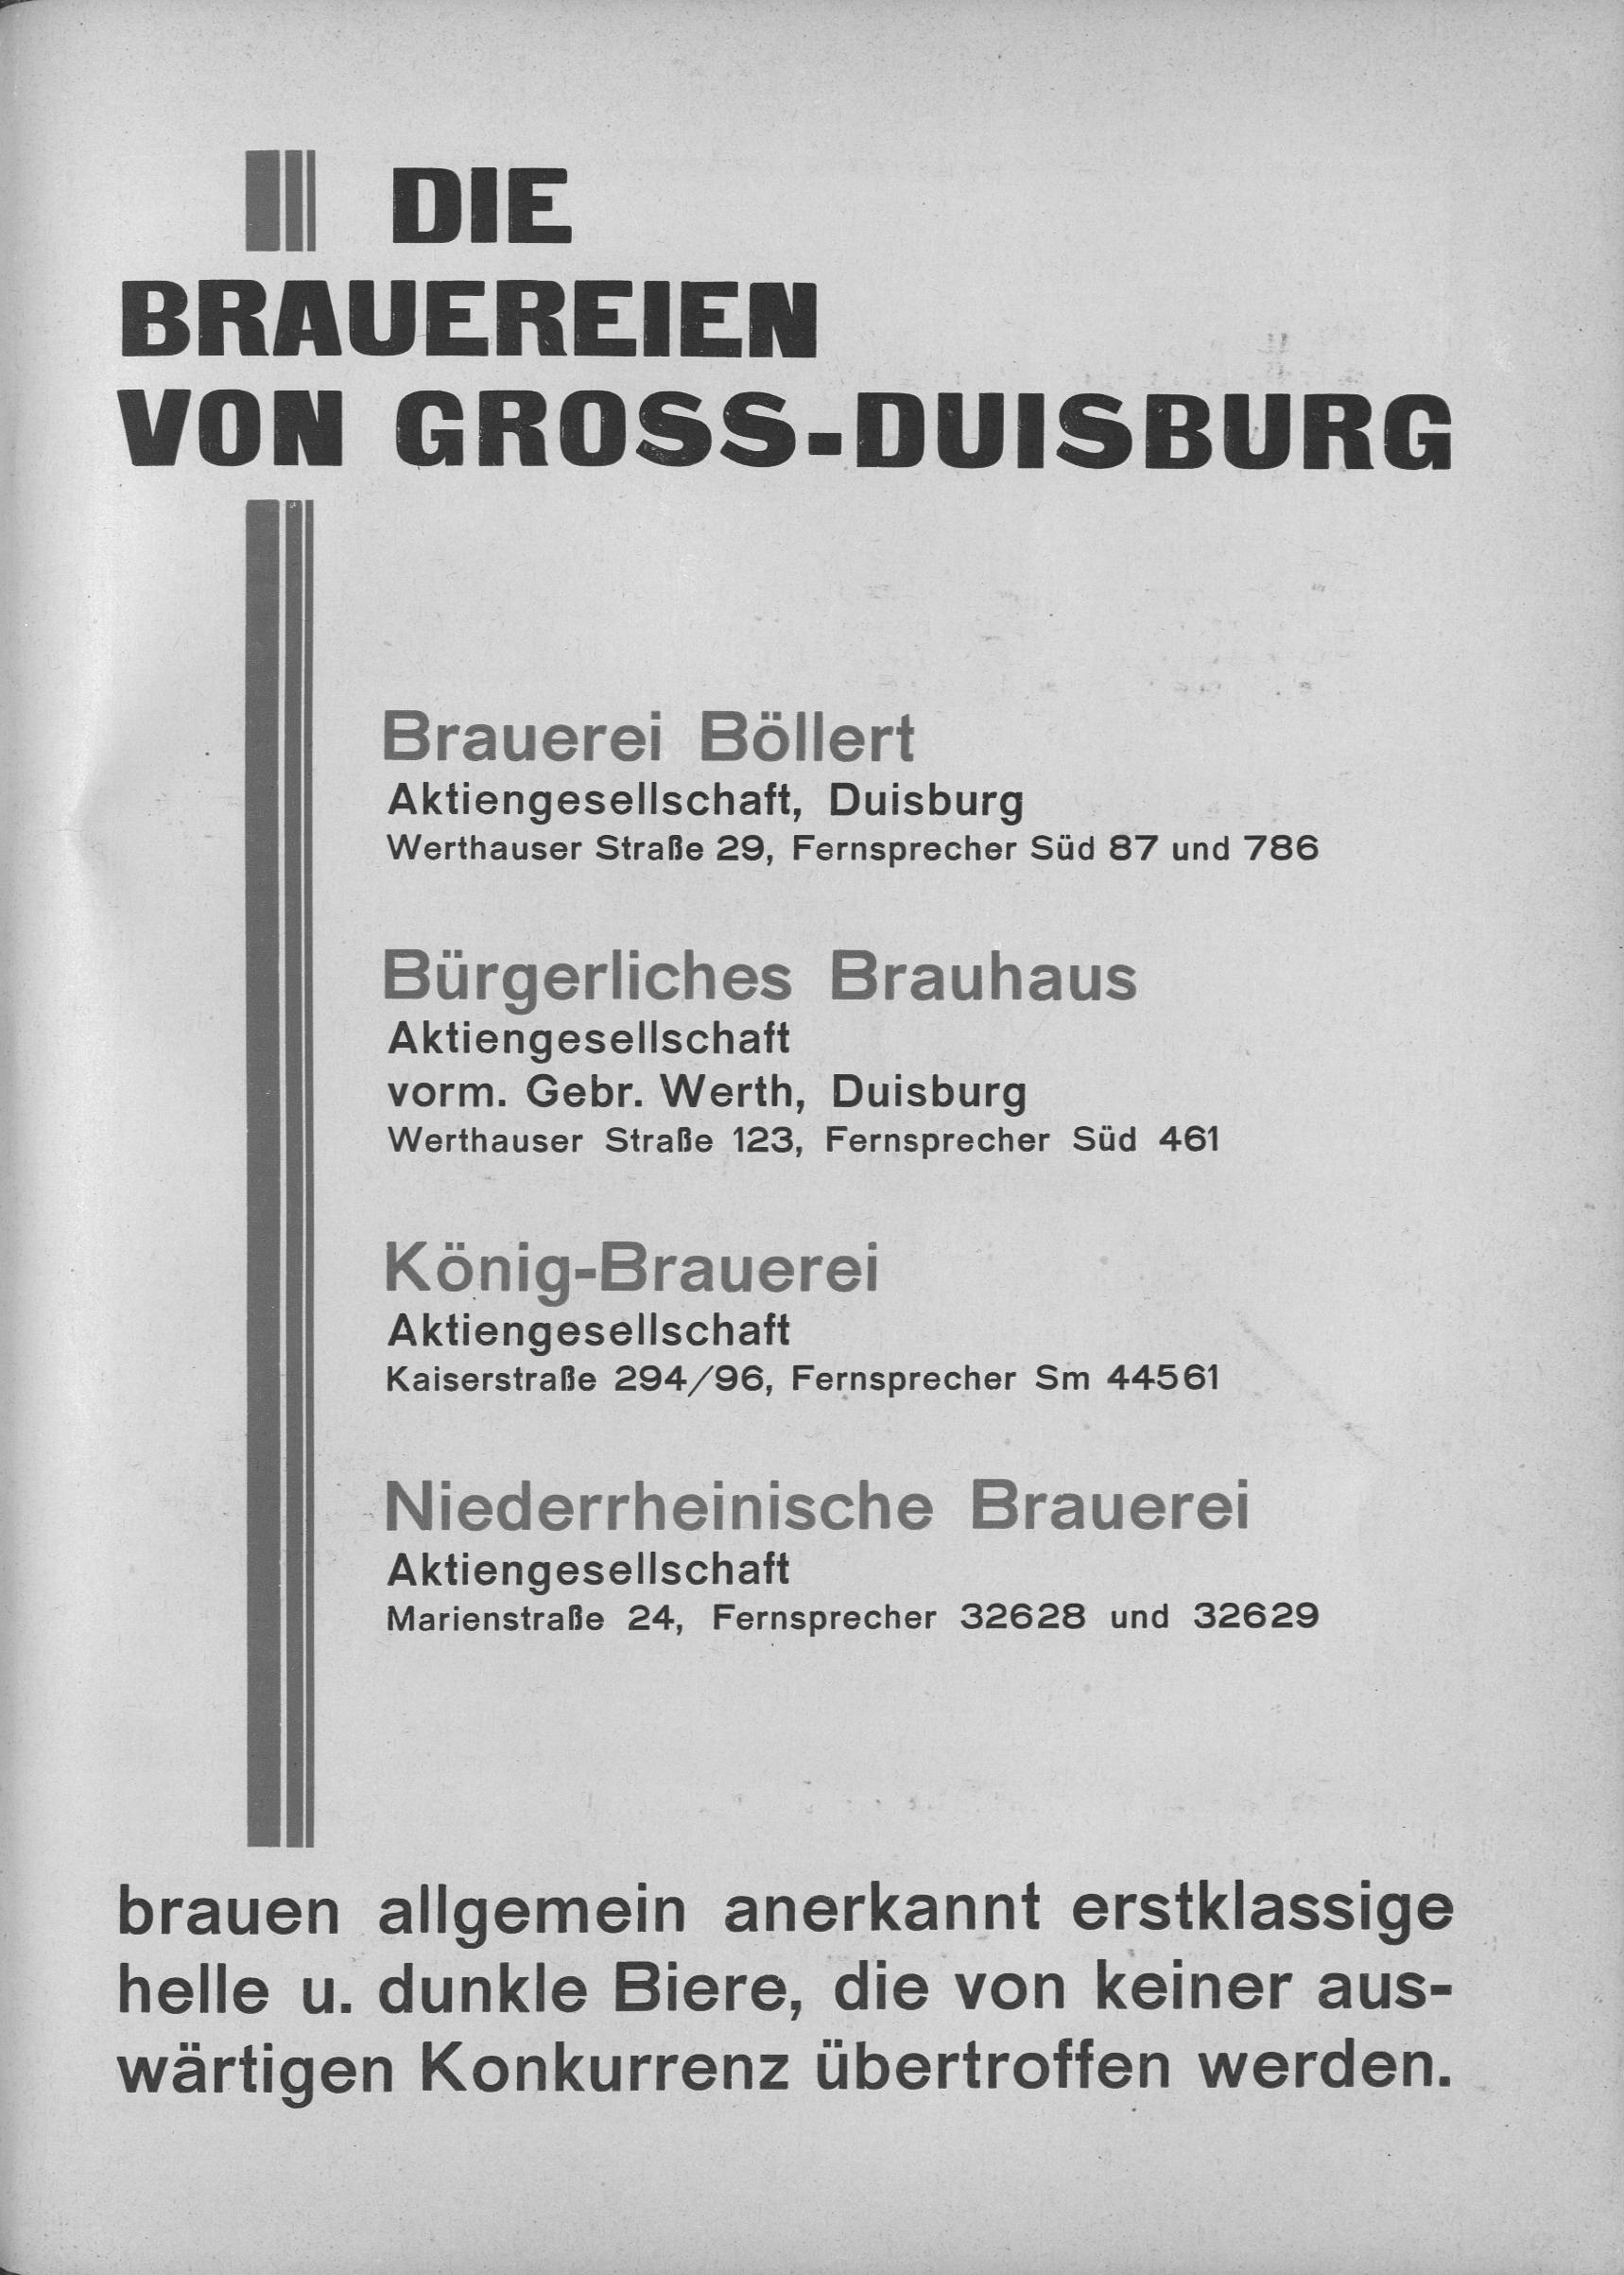 DIE
BRAUEREIEN
VON GROSS-DUISBURG
Brauerei Böllert
Aktiengesellschaft, Duisburg
Werthauser Straße 29, Fernsprecher Süd 87 und 786
Bürgerliches Brauhaus
Aktiengesellschaft
vorm. Gebr. Werth, Duisburg
Werthauser Straße 123, Fernsprecher Süd 461
König-Brauerei
Aktiengesellschaft
Kaiserstraße 294/96, Fernsprecher Sm 44561
Niederrheinische Brauerei
Aktiengesellschaft
Marienstraße 24, Fernsprecher 32628 und 32629
brauen allgemein anerkannt erstklassige
helle u. dunkle Biere, die von keiner aus-
wärtigen Konkurrenz übertroffen werden.